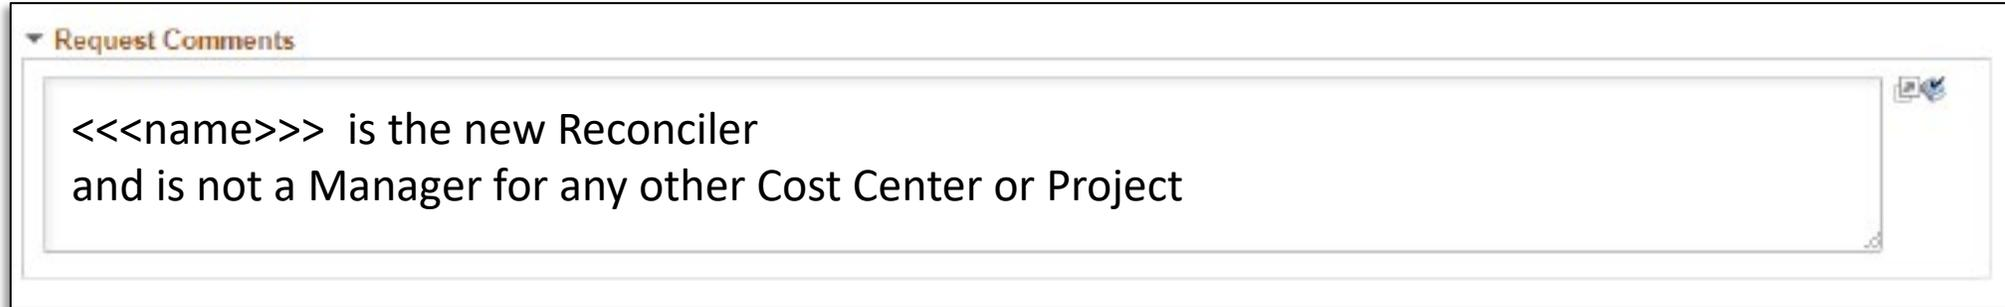 Request Comments
<<<name>>> is the new Reconciler
and is not a Manager for any other Cost Center or Project